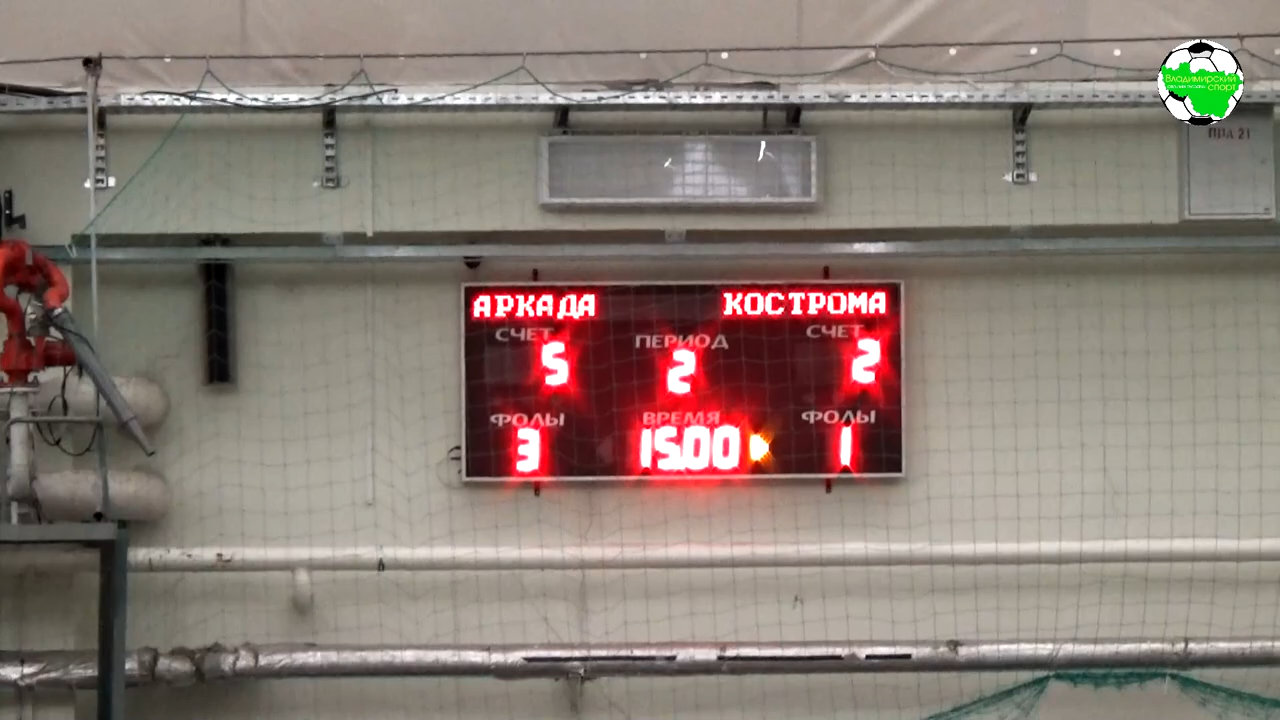 Владимирский
спорт
ПРА 21
АРКАДА КОСТРОМА
СЧЕТ ПЕРИОД СЧЕТ
5 2 2
ФОЛЫ ВРЕМЯ ФОЛЫ
3 15.00 1